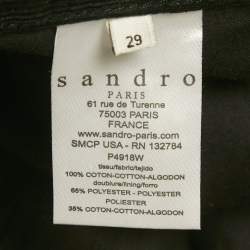 29
sandro
PARIS
61 rue de Turenne
75003 PARIS
FRANCE
www.sandro-paris.com
SMCP USA - RN 132784
P4918W
tissu/fabric/tejido
100% COTON-COTTON-ALGODON
doublure/lining/forro
65% POLYESTER - POLYESTER
POLIESTER
35% COTON-COTTON-ALGODON